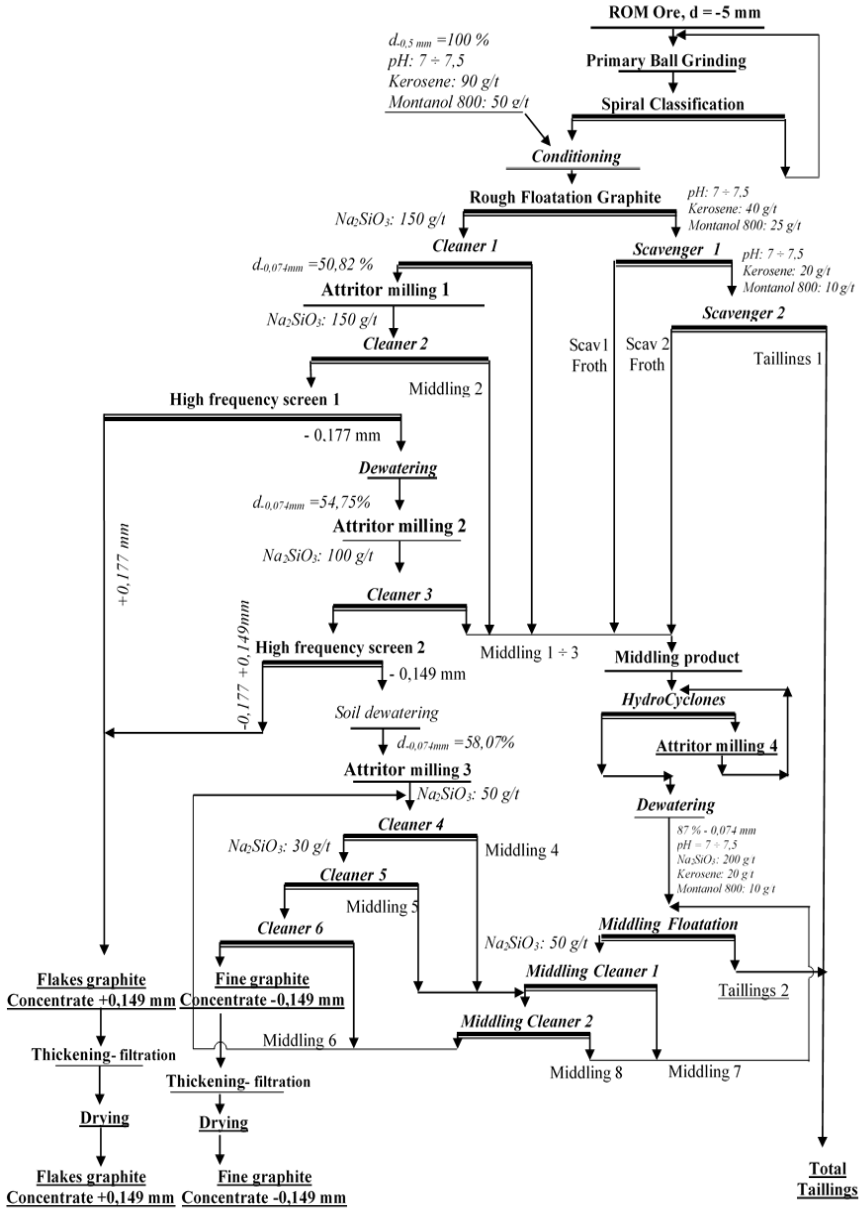 ROM Ore, d = -5 mm
d-0,5 mm =100 %
pH: 7 ÷ 7,5
Kerosene: 90 g/t
Montanol 800: 50 g/t
Primary Ball Grinding
Spiral Classification
Conditioning
Rough Floatation Graphite
pH: 7 ÷ 7,5
Kerosene: 40 g/t
Montanol 800: 25 g/t
Na2SiO3: 150 g/t
Cleaner 1
Scavenger 1
pH: 7 ÷ 7,5
Kerosene: 20 g/t
Montanol 800: 10 g/t
d-0,074mm =50,82 %
Attritor milling 1
Na2SiO3: 150 g/t
Scavenger 2
Cleaner 2
Scav1
Froth
Scav 2
Froth
Taillings 1
Middling 2
High frequency screen 1
- 0,177 mm
Dewatering
d-0,074mm =54,75%
Attritor milling 2
Na2SiO3: 100 g/t
+0,177 mm
Cleaner 3
-0,177 +0,149mm
High frequency screen 2
Middling 1 ÷ 3
Middling product
- 0,149 mm
HydroCyclones
Soil dewatering
d-0,074mm =58,07%
Attritor milling 4
Attritor milling 3
Na2SiO3: 50 g/t
Dewatering
87 % - 0,074 mm
pH = 7 ÷ 7,5
Na2SiO3: 200 g t
Kerosene: 20 g t
Montanol 800: 10 g t
Cleaner 4
Na2SiO3: 30 g/t
Middling 4
Cleaner 5
Middling 5
Cleaner 6
Middling Floatation
Na2SiO3: 50 g/t
Flakes graphite
Concentrate +0,149 mm
Fine graphite
Concentrate -0,149 mm
Middling Cleaner 1
Taillings 2
Middling Cleaner 2
Middling 6
Thickening- filtration
Middling 8
Middling 7
Thickening- filtration
Drying
Drying
Flakes graphite
Concentrate +0,149 mm
Fine graphite
Concentrate -0,149 mm
Total
Taillings